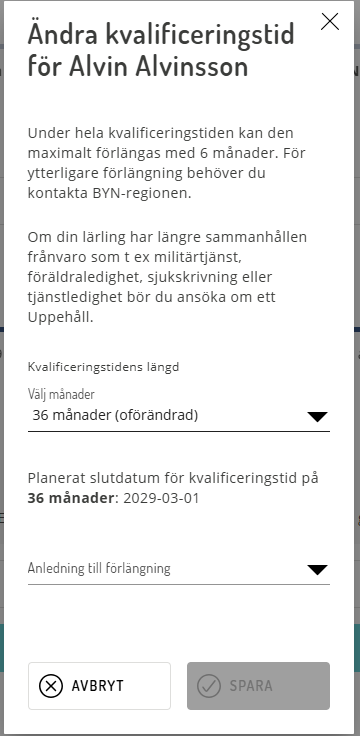 Ändra kvalificeringstid
för Alvin Alvinsson
Under hela kvalificeringstiden kan den
maximalt förlängas med 6 månader. För
ytterligare förlängning behöver du
kontakta BYN-regionen.
Om din lärling har längre sammanhållen
frånvaro som t ex militärtjänst,
föräldraledighet, sjukskrivning eller
tjänstledighet bör du ansöka om ett
Uppehåll.
Kvalificeringstidens längd
Välj månader
36 månader (oförändrad)
Planerat slutdatum för kvalificeringstid på
36 månader: 2029-03-01
Anledning till förlängning
AVBRYT
SPARA